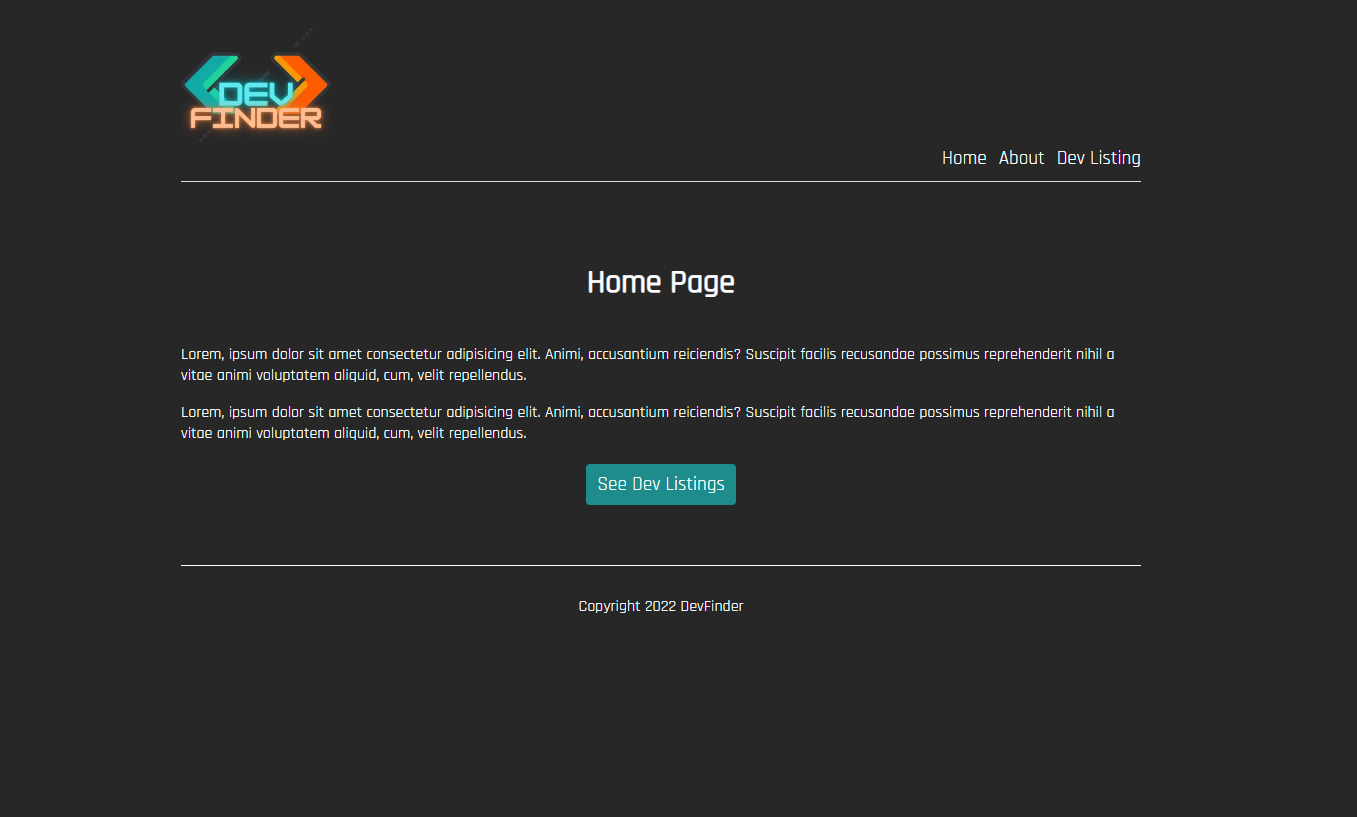 DEV
FINDER
Home About Dev Listing
Home Page
Lorem, ipsum dolor sit amet consectetur adipisicing elit. Animi, accusantium reiciendis? Suscipit facilis recusandae possimus reprehenderit nihil a
vitae animi voluptatem aliquid, cum, velit repellendus.
Lorem, ipsum dolor sit amet consectetur adipisicing elit. Animi, accusantium reiciendis? Suscipit facilis recusandae possimus reprehenderit nihil a
vitae animi voluptatem aliquid, cum, velit repellendus.
See Dev Listings
Copyright 2022 DevFinder